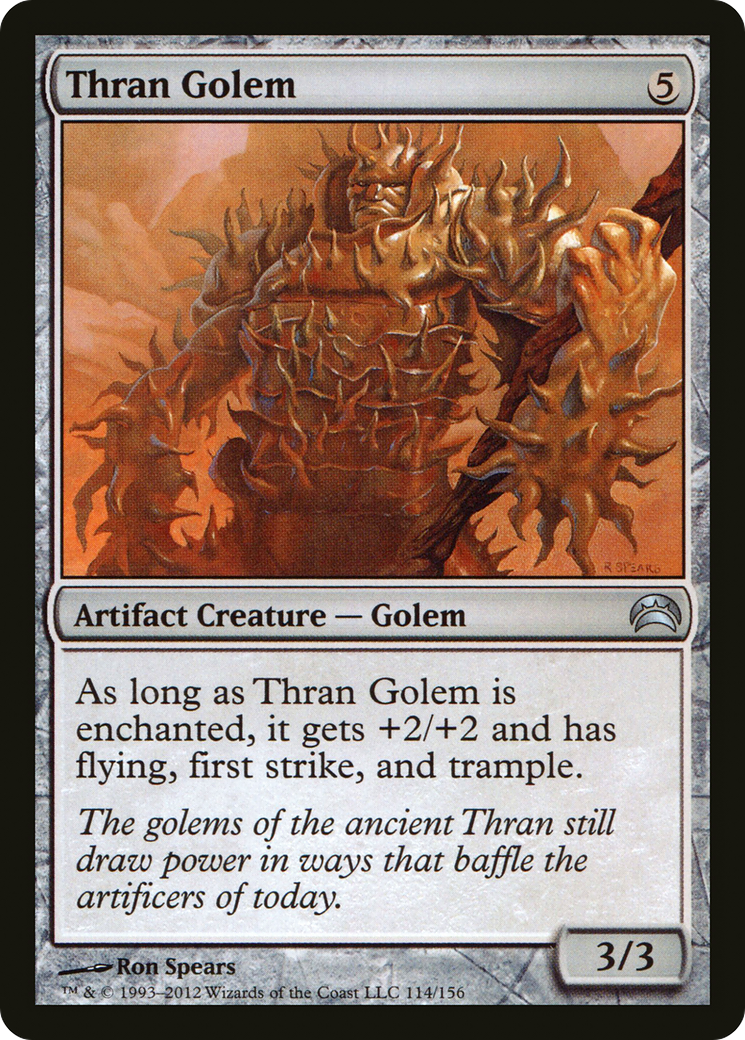 Thran Golem
5
R SPEARS
Artifact Creature — Golem
As long as Thran Golem is
enchanted, it gets +2/+2 and has
flying, first strike, and trample.
The golems of the ancient Thran still
draw power in ways that baffle the
artificers of today.
3/3
Ron Spears
™ & © 1993–2012 Wizards of the Coast LLC 114/156